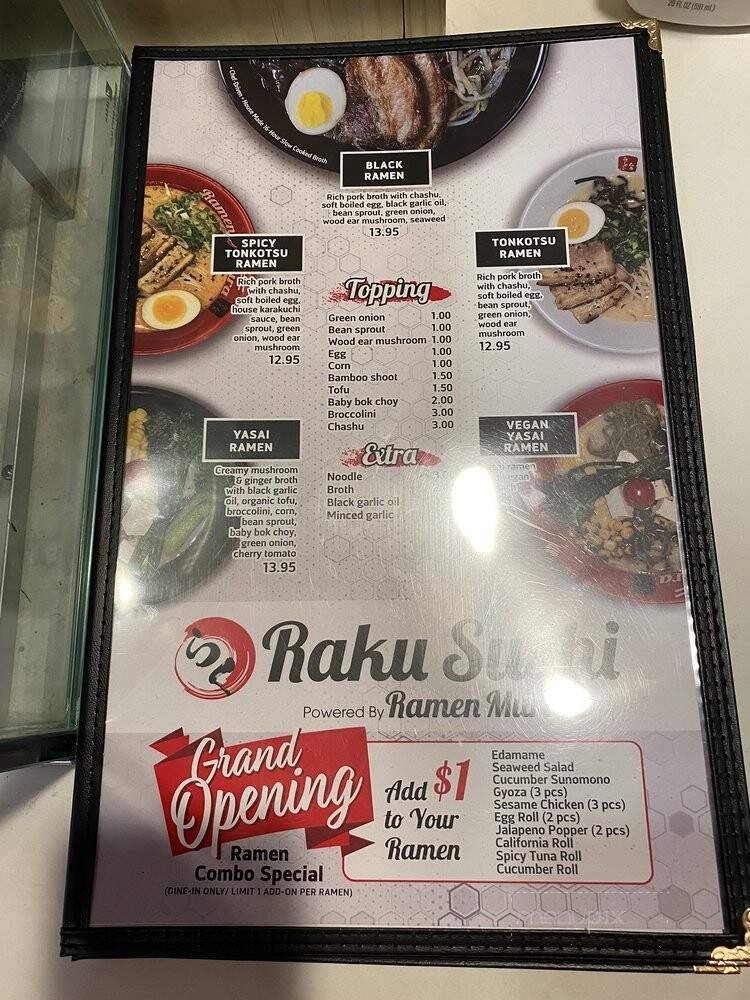 20 FL OZ (591 mL)
• Chef Driven • House Made 16-Hour Slow Cooked Broth
BLACK
RAMEN
Rich pork broth with chashu,
soft boiled egg, black garlic oil,
bean sprout, green onion,
wood ear mushroom, seaweed
13.95
Ramen
SPICY
TONKOTSU
RAMEN
Rich pork broth
with chashu,
soft boiled egg,
house karakuchi
sauce, bean
sprout, green
onion, wood ear
mushroom
12.95
TONKOTSU
RAMEN
Rich pork broth
with chashu,
soft boiled egg,
bean sprout,
green onion,
wood ear
mushroom
12.95
Topping
Green onion 1.00
Bean sprout 1.00
Wood ear mushroom 1.00
Egg 1.00
Corn 1.00
Bamboo shoot 1.50
Tofu 1.50
Baby bok choy 2.00
Broccolini 3.00
Chashu 3.00
YASAI
RAMEN
Creamy mushroom
& ginger broth
with black garlic
oil, organic tofu,
broccolini, corn,
bean sprout,
baby bok choy,
green onion,
cherry tomato
13.95
Extra
Noodle
Broth
Black garlic oil
Minced garlic
VEGAN
YASAI
RAMEN
ramen
Raku Sushi
Powered By Ramen
Grand
Opening
Ramen
Combo Special
(DINE-IN ONLY/ LIMIT 1 ADD-ON PER RAMEN)
Add $1
to Your
Ramen
Edamame
Seaweed Salad
Cucumber Sunomono
Gyoza (3 pcs)
Sesame Chicken (3 pcs)
Egg Roll (2 pcs)
Jalapeno Popper (2 pcs)
California Roll
Spicy Tuna Roll
Cucumber Roll